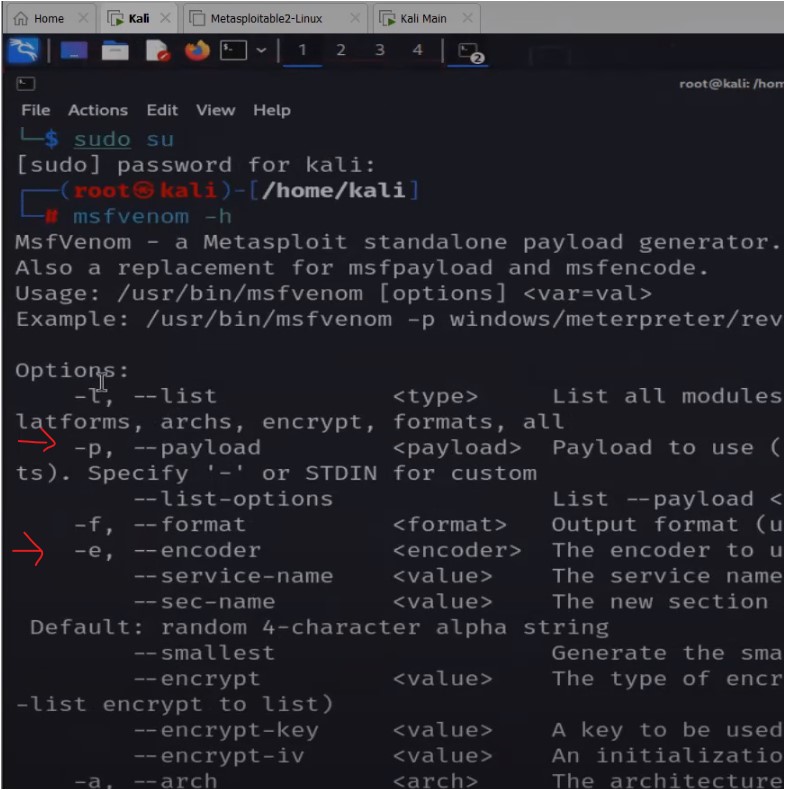 Home
Kali
Metasploitable2-Linux
Kali Main
1 2 3 4
2
root@kali: /hom
File Actions Edit View Help
└─$ sudo su
[sudo] password for kali:
┌──(root㉿kali)-[/home/kali]
└─# msfvenom -h
MsfVenom - a Metasploit standalone payload generator.
Also a replacement for msfpayload and msfencode.
Usage: /usr/bin/msfvenom [options] <var=val>
Example: /usr/bin/msfvenom -p windows/meterpreter/rev
Options:
-l, --list <type> List all modules
latforms, archs, encrypt, formats, all
-p, --payload <payload> Payload to use (
ts). Specify '-' or STDIN for custom
--list-options List --payload <
-f, --format <format> Output format (u
-e, --encoder <encoder> The encoder to u
--service-name <value> The service name
--sec-name <value> The new section
Default: random 4-character alpha string
--smallest Generate the sma
--encrypt <value> The type of encr
-list encrypt to list)
--encrypt-key <value> A key to be used
--encrypt-iv <value> An initializatio
-a, --arch <arch> The architecture